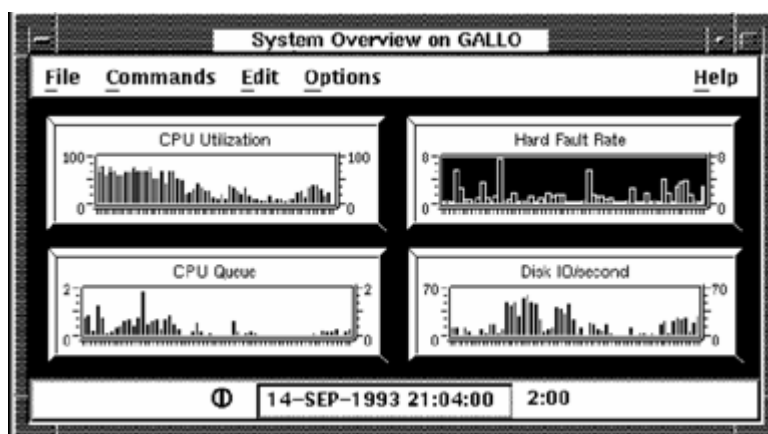 System Overview on GALLO
File Commands Edit Options Help
CPU Utilization
100 100
0 0
Hard Fault Rate
8 8
0 0
CPU Queue
2 2
0 0
Disk IO/second
70 70
0 0
14-SEP-1993 21:04:00 2:00